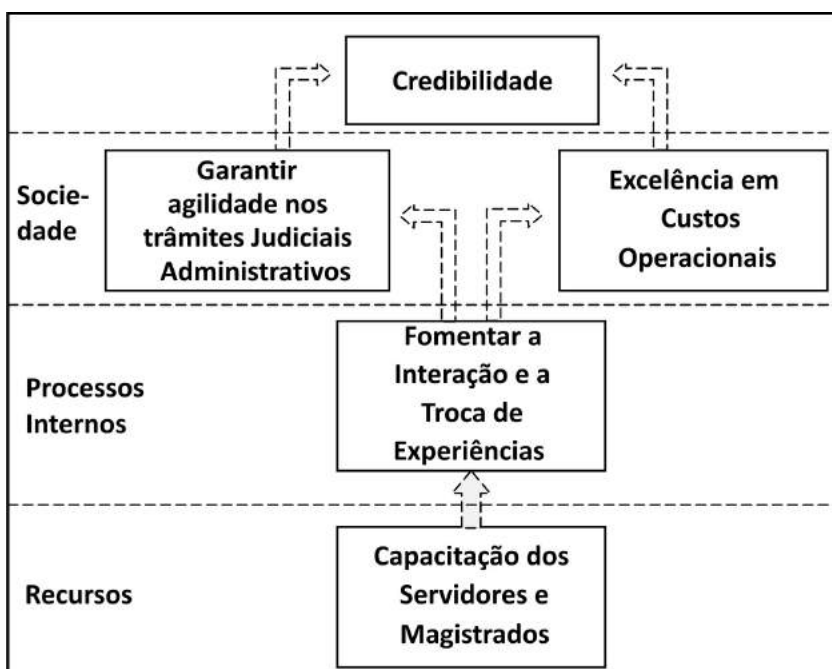 Credibilidade
Socie-
dade
Garantir
agilidade nos
trâmites Judiciais
Administrativos
Excelência em
Custos
Operacionais
Processos
Internos
Fomentar a
Interação e a
Troca de
Experiências
Recursos
Capacitação dos
Servidores e
Magistrados